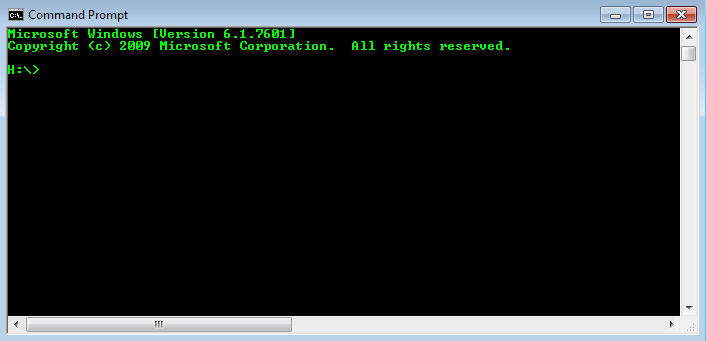 Command Prompt
Microsoft Windows [Version 6.1.7601]
Copyright (c) 2009 Microsoft Corporation.  All rights reserved.
H:\>